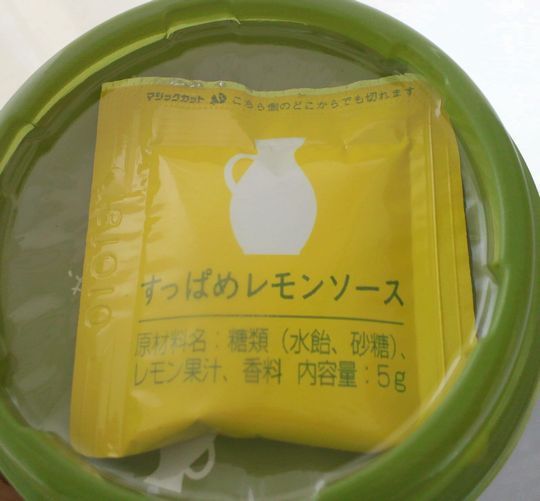 マジックカット こちら側のどこからでも切れます
すっぱめレモンソース
原材料名：糖類（水飴、砂糖）、
レモン果汁、香料 内容量：5g